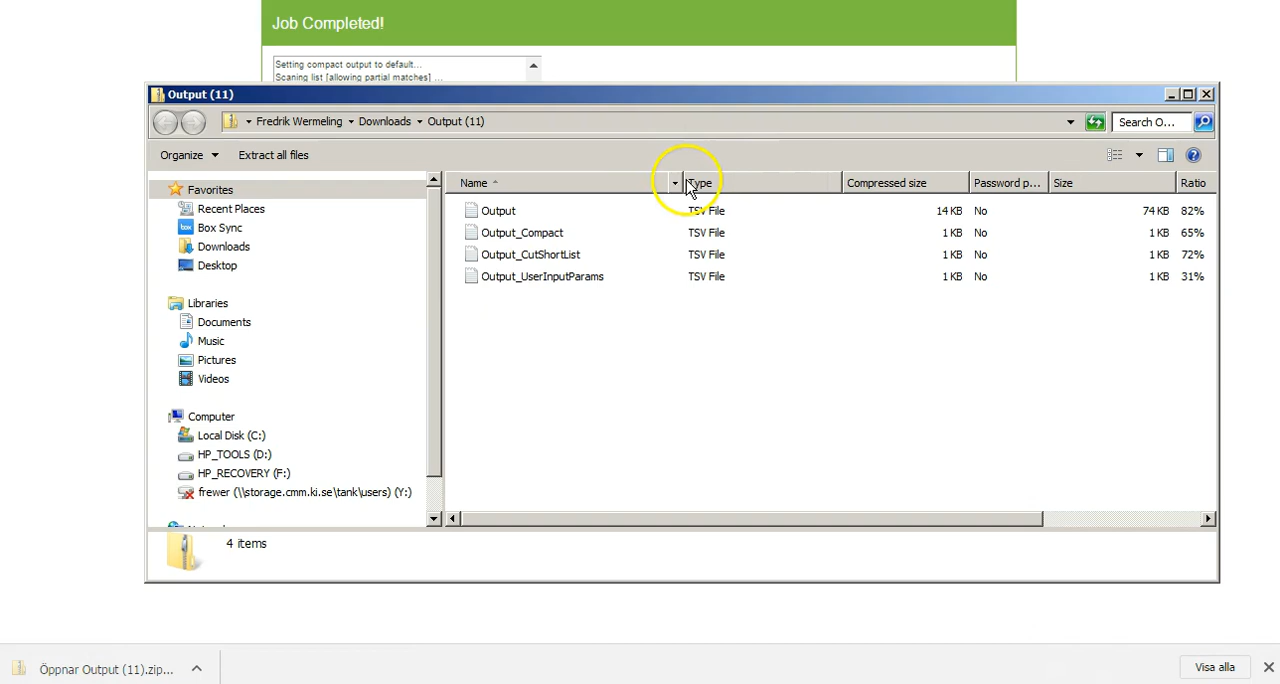 Job Completed!
Setting compact output to default...
Scaning list [allowing partial matches] ...
Output (11)
Fredrik Wermeling Downloads Output (11)
Search O...
Organize Extract all files
Favorites
Recent Places
Box Sync
Downloads
Desktop
Libraries
Documents
Music
Pictures
Videos
Computer
Local Disk (C:)
HP_TOOLS (D:)
HP_RECOVERY (F:)
frewer (\\storage.cmm.ki.se\tank\users) (Y:)
Name Type Compressed size Password p... Size Ratio
Output TSV File 14 KB No 74 KB 82%
Output_Compact TSV File 1 KB No 1 KB 65%
Output_CutShortList TSV File 1 KB No 1 KB 72%
Output_UserInputParams TSV File 1 KB No 1 KB 31%
4 items
Öppnar Output (11).zip...
Visa alla